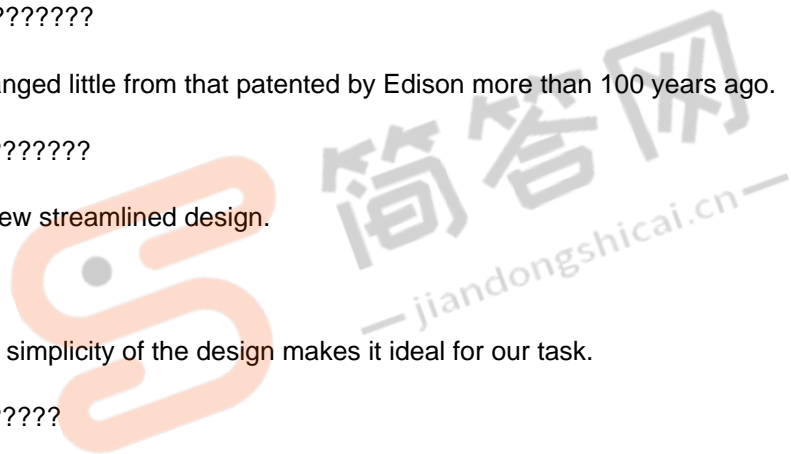 ???????
anged little from that patented by Edison more than 100 years ago.
???????
ew streamlined design.
simplicity of the design makes it ideal for our task.
?????
简答网
jiandongshicai.cn